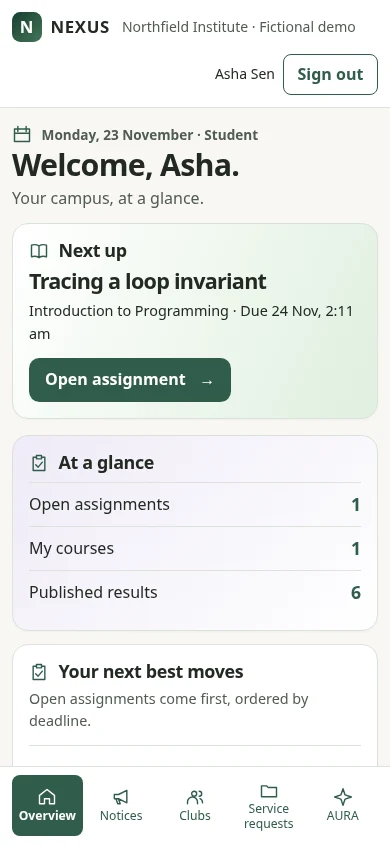 N NEXUS Northfield Institute · Fictional demo
Asha Sen Sign out
Monday, 23 November · Student
Welcome, Asha.
Your campus, at a glance.
Next up
Tracing a loop invariant
Introduction to Programming · Due 24 Nov, 2:11
am
Open assignment →
At a glance
Open assignments 1
My courses 1
Published results 6
Your next best moves
Open assignments come first, ordered by
deadline.
Overview Notices Clubs Service requests AURA